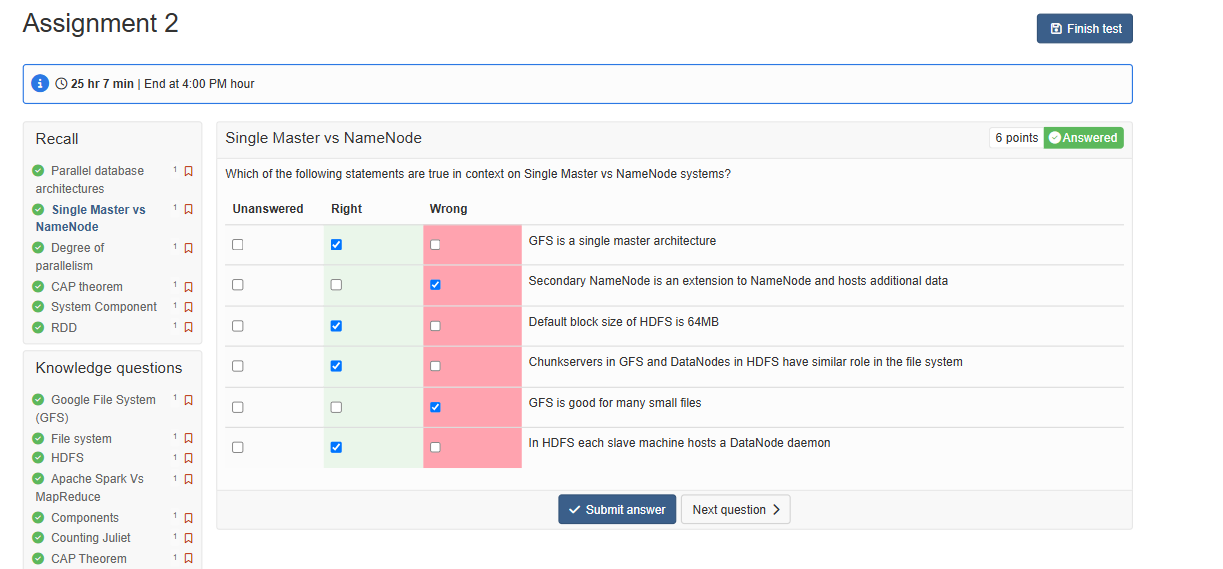 Assignment 2
Finish test
25 hr 7 min | End at 4:00 PM hour
Recall
Parallel database 1
architectures
Single Master vs 1
NameNode
Degree of 1
parallelism
CAP theorem 1
System Component 1
RDD 1
Knowledge questions
Google File System 1
(GFS)
File system 1
HDFS 1
Apache Spark Vs 1
MapReduce
Components 1
Counting Juliet 1
CAP Theorem 1
Single Master vs NameNode
6 points Answered
Which of the following statements are true in context on Single Master vs NameNode systems?
Unanswered Right Wrong
GFS is a single master architecture
Secondary NameNode is an extension to NameNode and hosts additional data
Default block size of HDFS is 64MB
Chunkservers in GFS and DataNodes in HDFS have similar role in the file system
GFS is good for many small files
In HDFS each slave machine hosts a DataNode daemon
Submit answer Next question